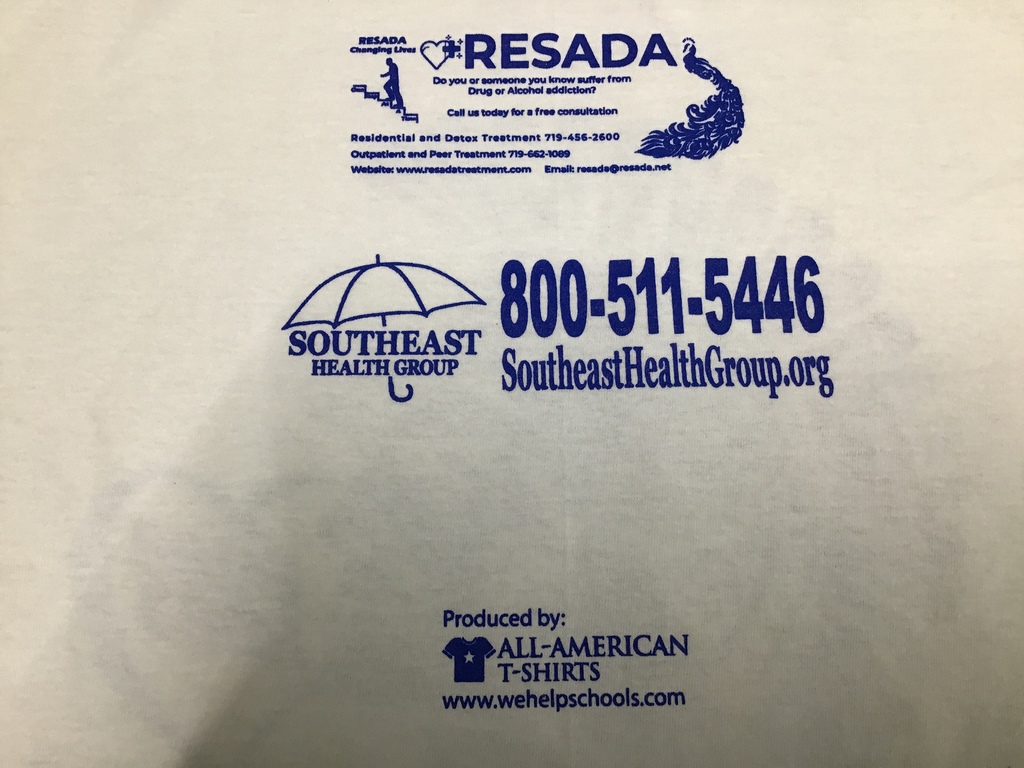 RESADA
Changing Lives
RESADA
Do you or someone you know suffer from
Drug or Alcohol addiction?
Call us today for a free consultation
Residential and Detox Treatment 719-456-2600
Outpatient and Peer Treatment 719-662-1089
Website: www.resadatreatment.com Email: resada@resada.net
SOUTHEAST
HEALTH GROUP
800-511-5446
SoutheastHealthGroup.org
Produced by:
ALL-AMERICAN
T-SHIRTS
www.wehelpschools.com